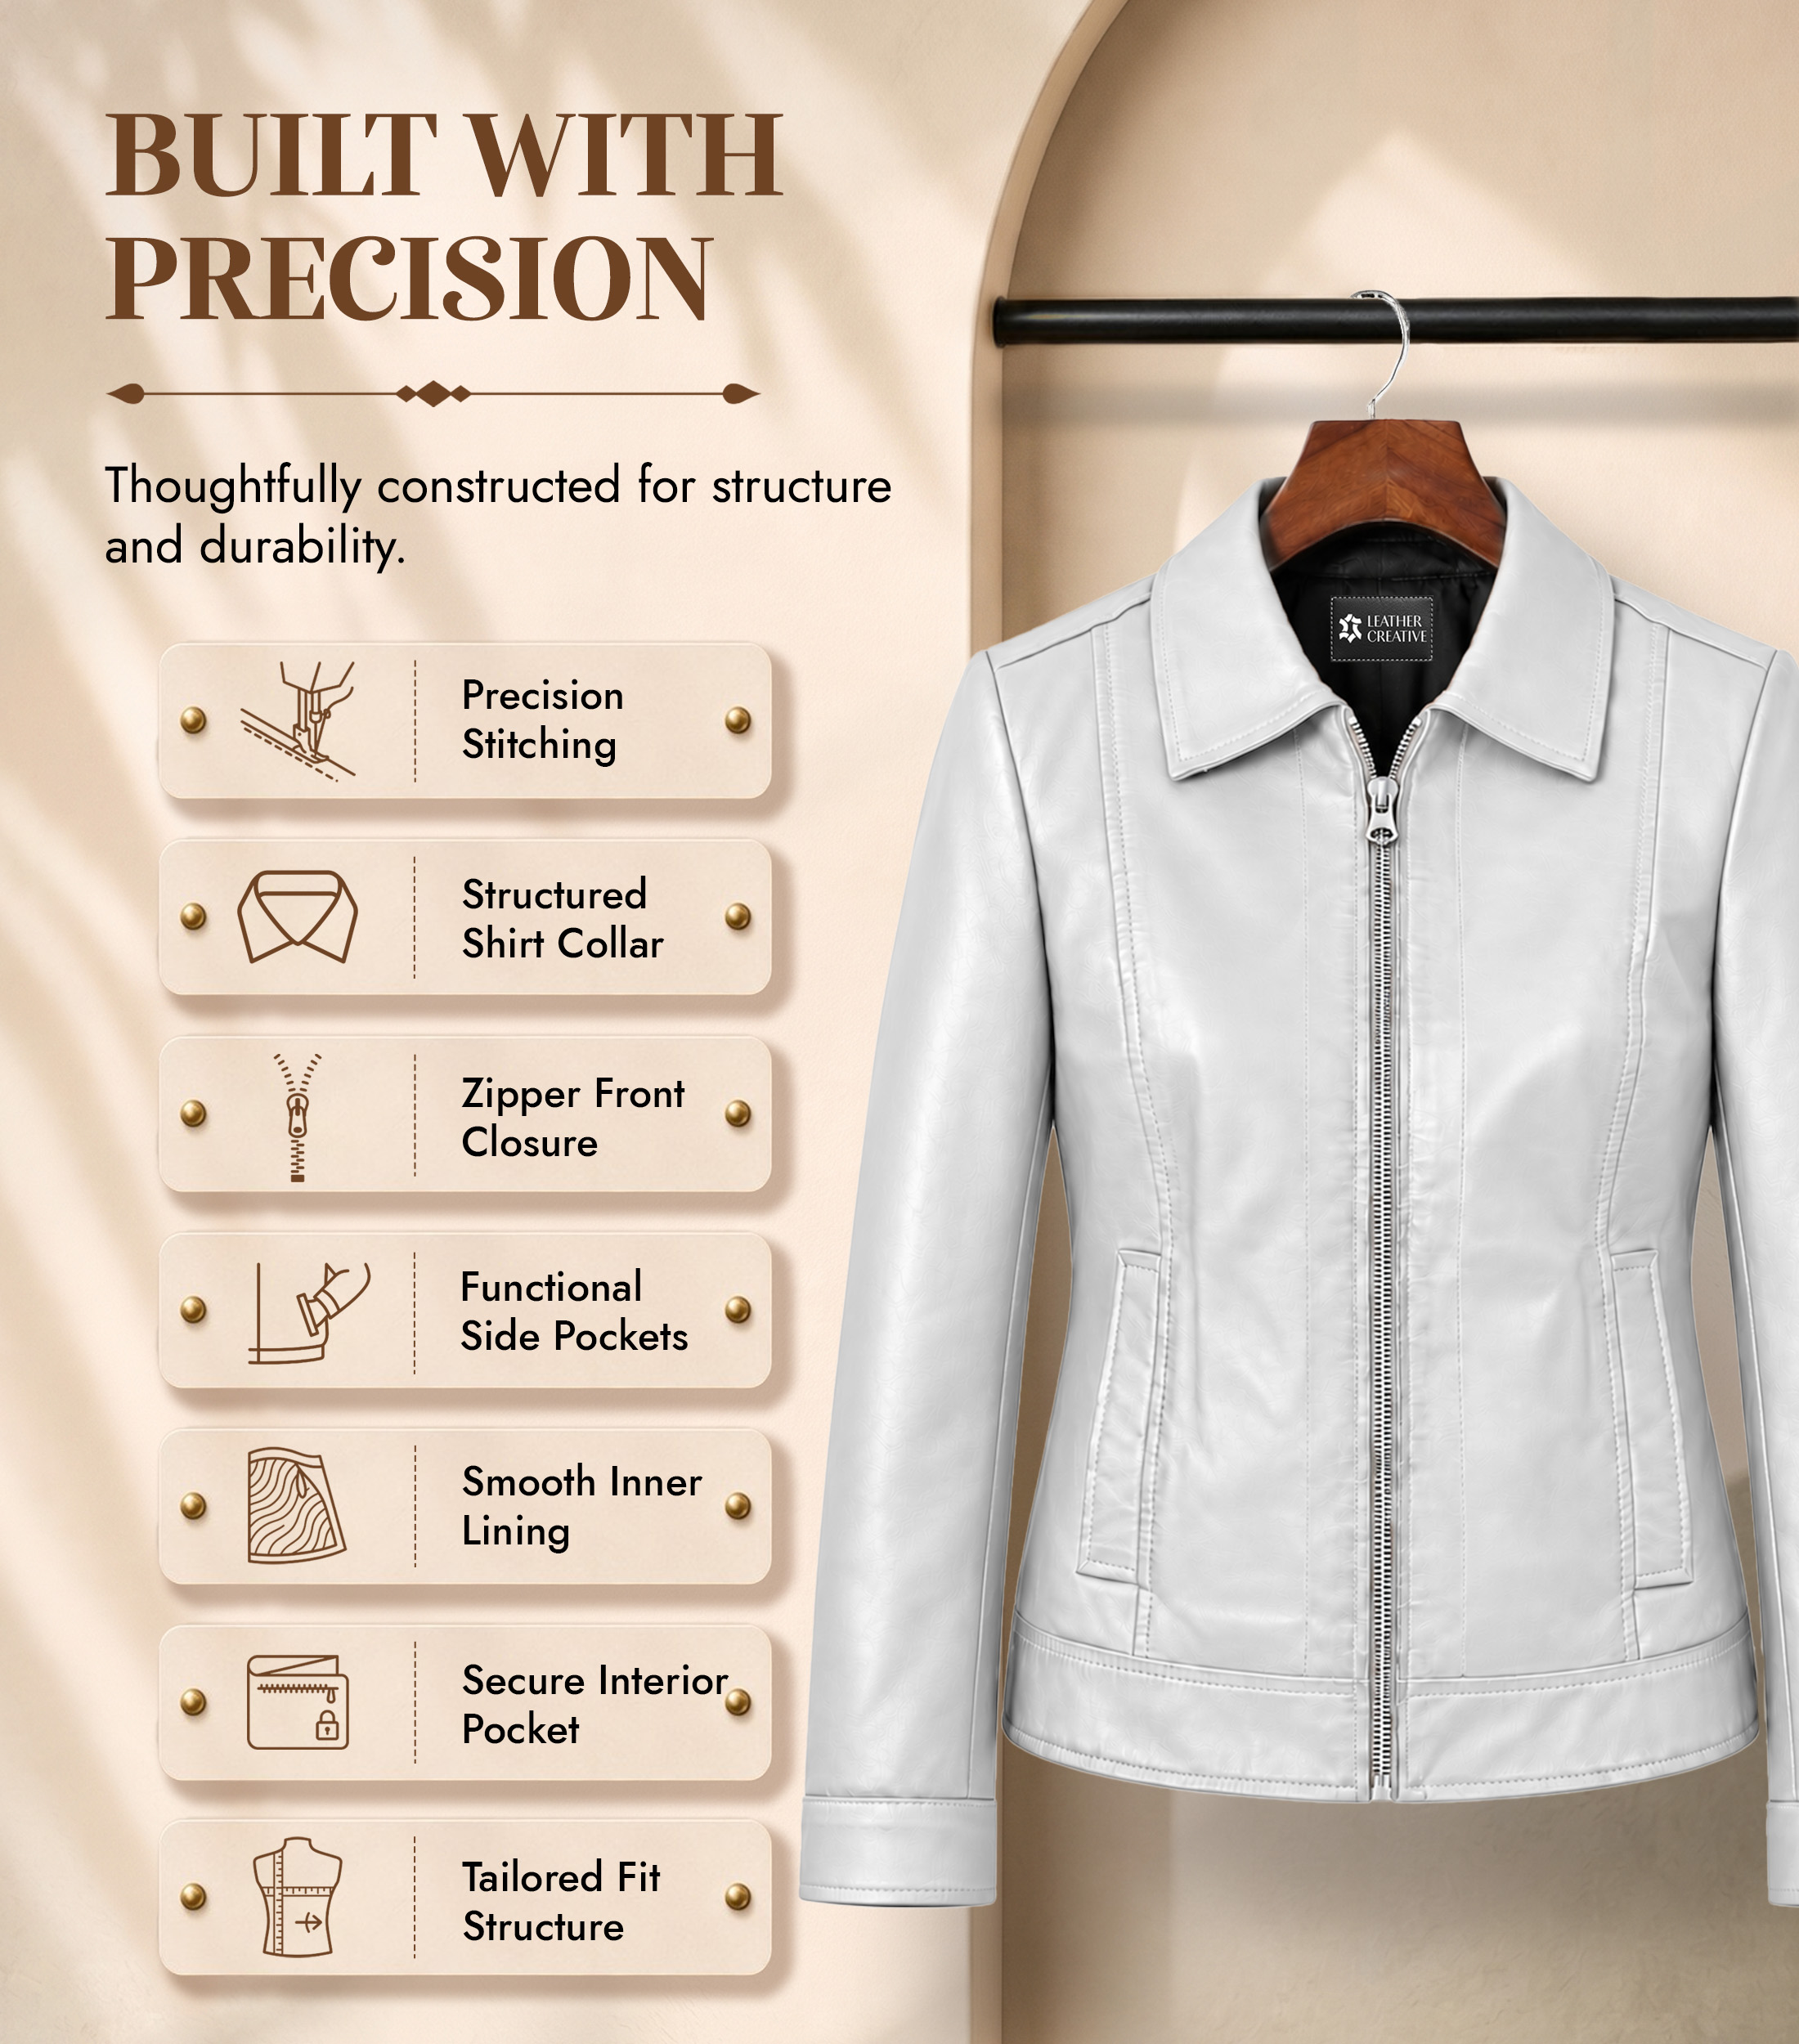 BUILT WITH
PRECISION
Thoughtfully constructed for structure
and durability.
Precision
Stitching
Structured
Shirt Collar
Zipper Front
Closure
Functional
Side Pockets
Smooth Inner
Lining
Secure Interior
Pocket
Tailored Fit
Structure
LEATHER
CREATIVE